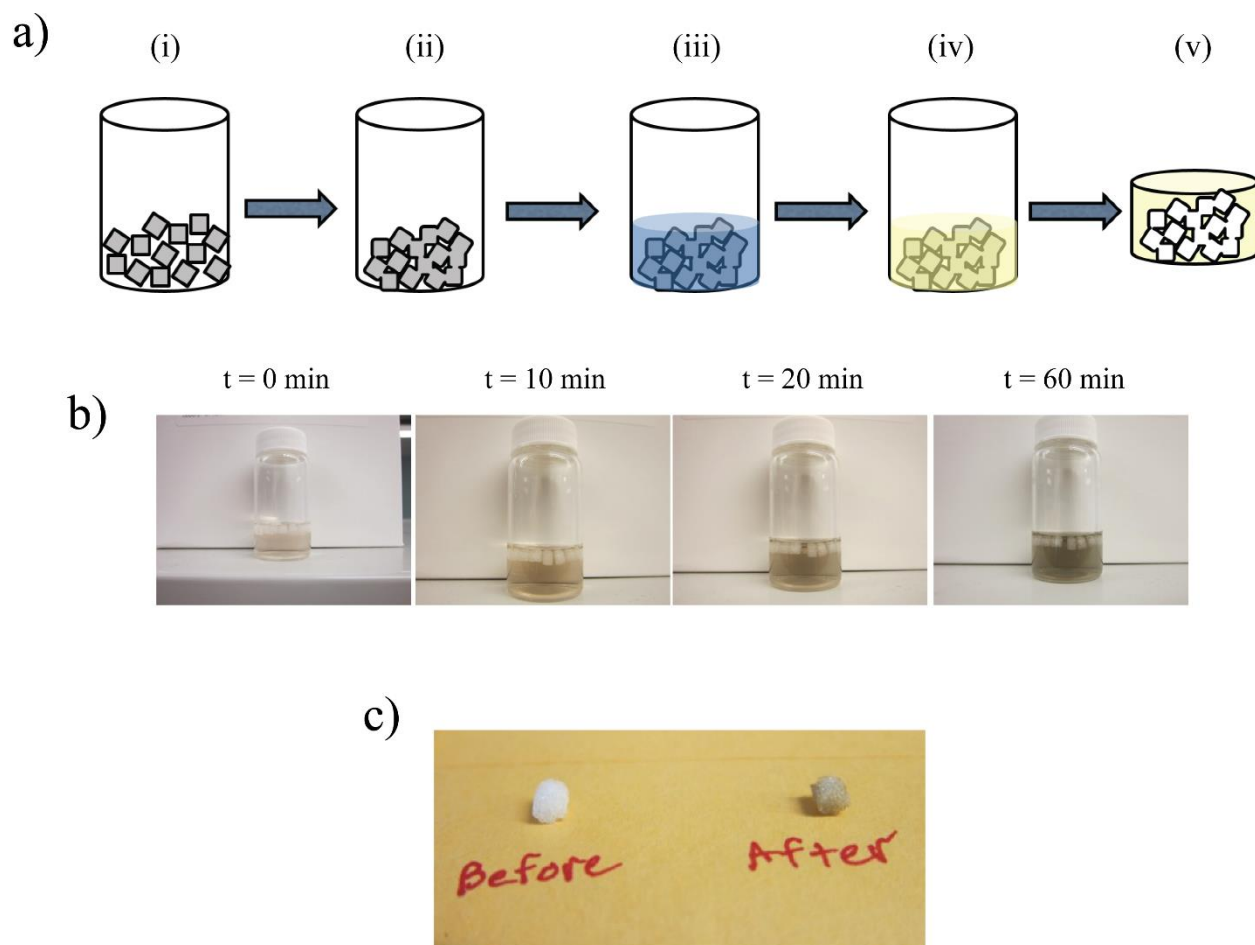 a)
(i) (ii) (iii) (iv) (v)
b)
t = 0 min t = 10 min t = 20 min t = 60 min
c)
Before After